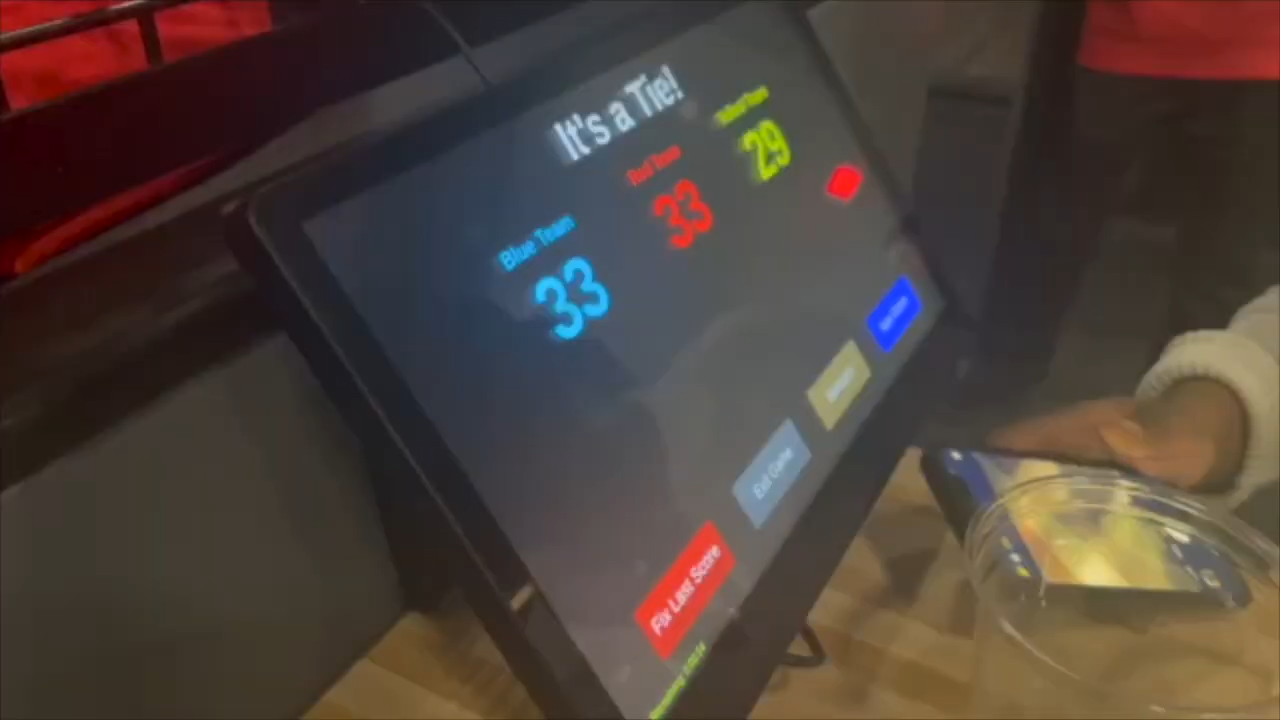 It's a Tie!
Blue Team
33
Red Team
33
29
Exit Game
Fix Last Score